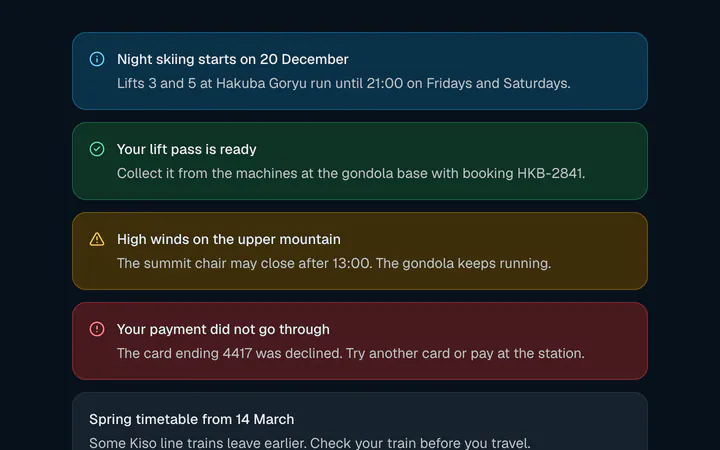 Night skiing starts on 20 December
Lifts 3 and 5 at Hakuba Goryu run until 21:00 on Fridays and Saturdays.
Your lift pass is ready
Collect it from the machines at the gondola base with booking HKB-2841.
High winds on the upper mountain
The summit chair may close after 13:00. The gondola keeps running.
Your payment did not go through
The card ending 4417 was declined. Try another card or pay at the station.
Spring timetable from 14 March
Some Kiso line trains leave earlier. Check your train before you travel.